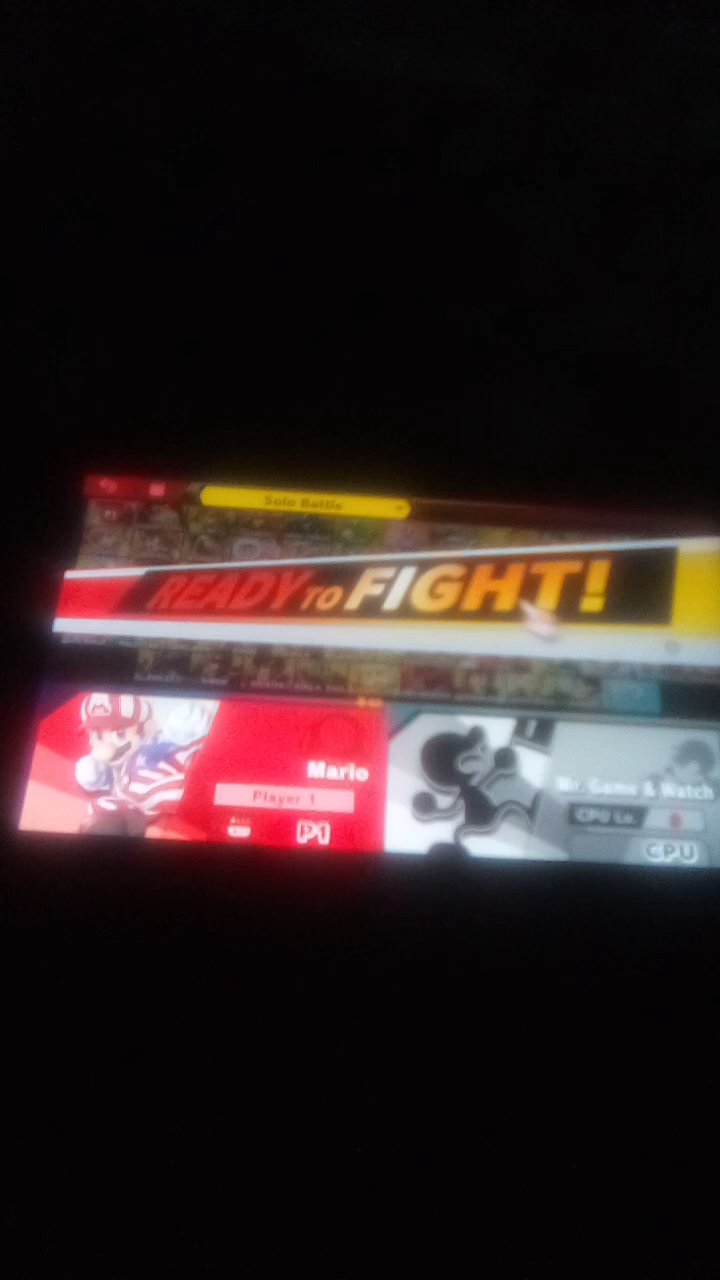 Solo Battle
READY TO FIGHT!
Mario
Player 1
P1
Mr. Game & Watch
CPU Lv.
CPU